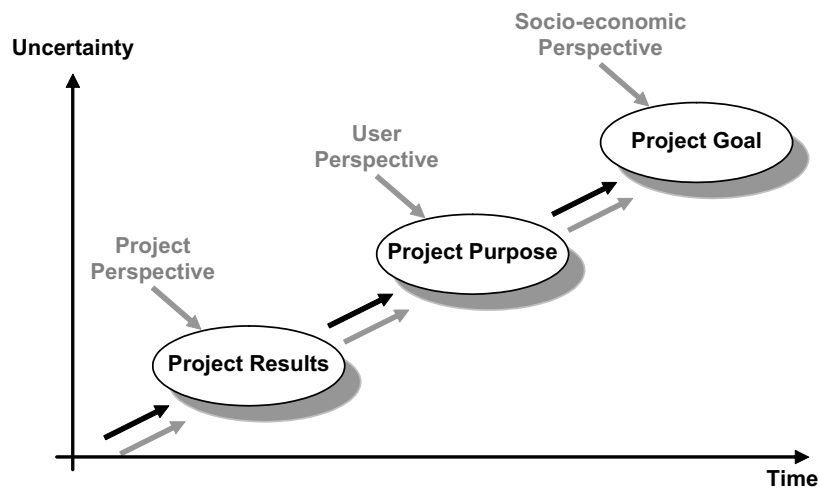 Socio-economic
Perspective
Uncertainty
Project Goal
User
Perspective
Project Purpose
Project
Perspective
Project Results
Time